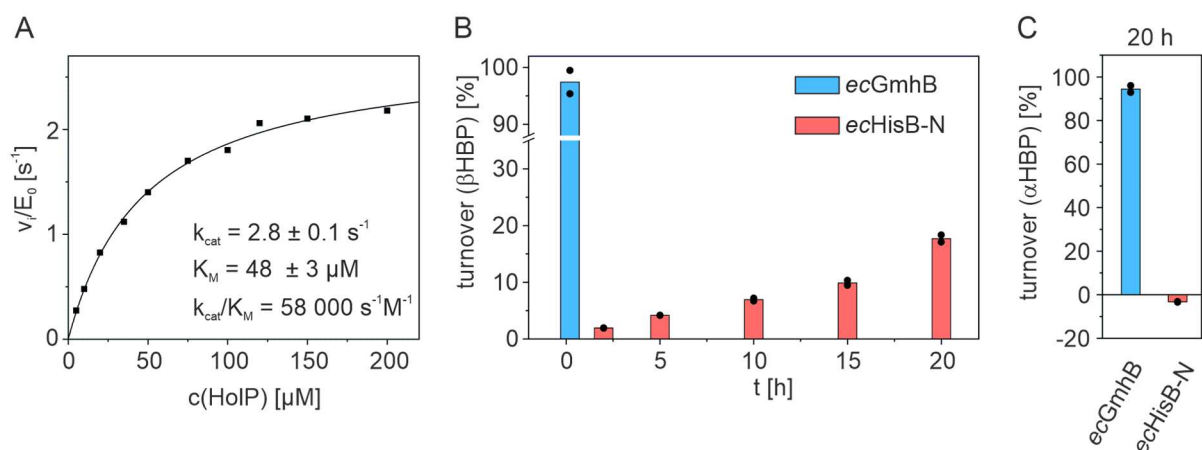 A
2
1
0
v_i/E_0 [s^-1]
k_cat = 2.8 ± 0.1 s^-1
K_M = 48 ± 3 µM
k_cat/K_M = 58 000 s^-1M^-1
0 50 100 150 200
c(HolP) [µM]
B
100
90
30
20
10
0
turnover (βHBP) [%]
ecGmhB
ecHisB-N
0 5 10 15 20
t [h]
C
20 h
100
80
60
40
20
0
-20
turnover (αHBP) [%]
ecGmhB
ecHisB-N